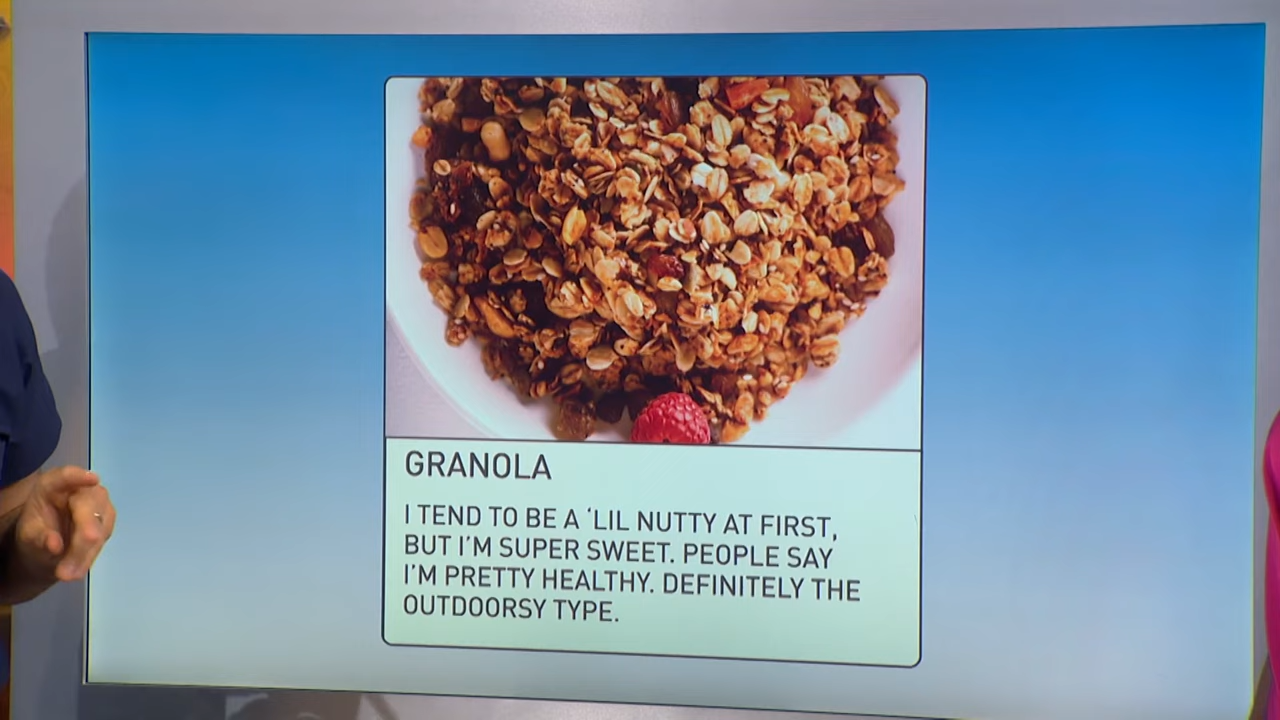 GRANOLA
I TEND TO BE A ‘LIL NUTTY AT FIRST,
BUT I’M SUPER SWEET. PEOPLE SAY
I’M PRETTY HEALTHY. DEFINITELY THE
OUTDOORSY TYPE.